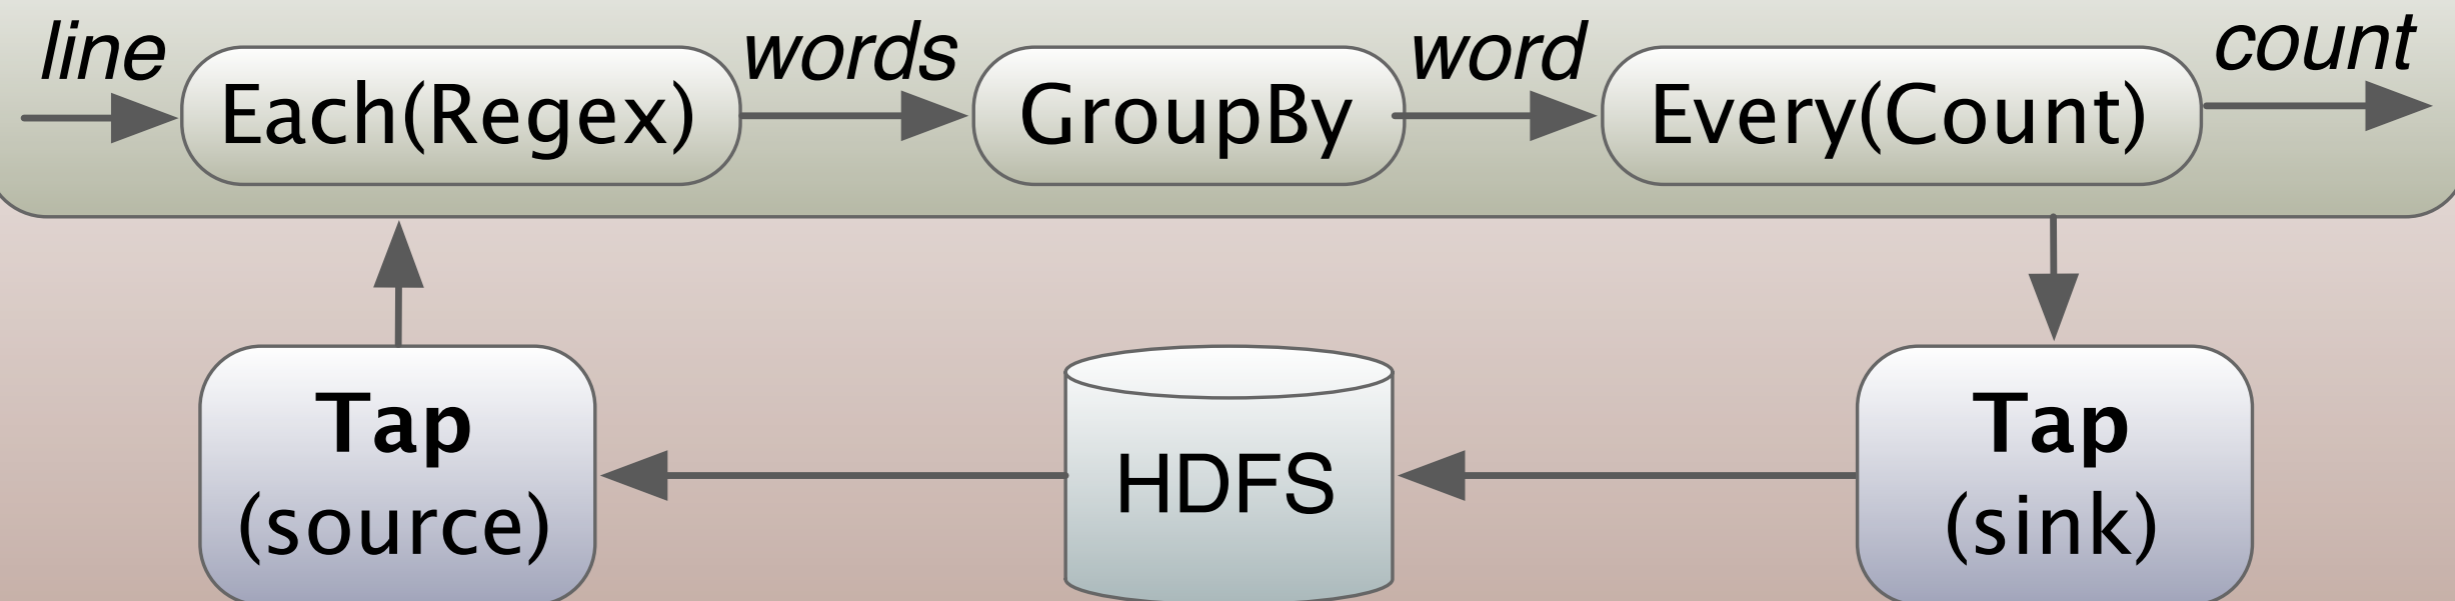 line
Each(Regex)
words
GroupBy
word
Every(Count)
count
Tap
(source)
HDFS
Tap
(sink)